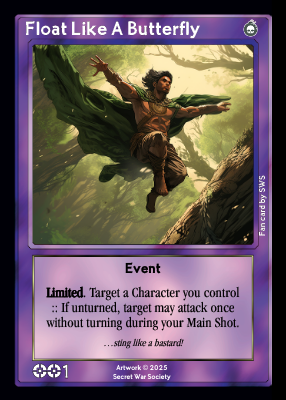 Float Like A Butterfly
Fan card by SWS
Event
Limited. Target a Character you control
:: If unturned, target may attack once
without turning during your Main Shot.
...sting like a bastard!
1
Artwork © 2025
Secret War Society